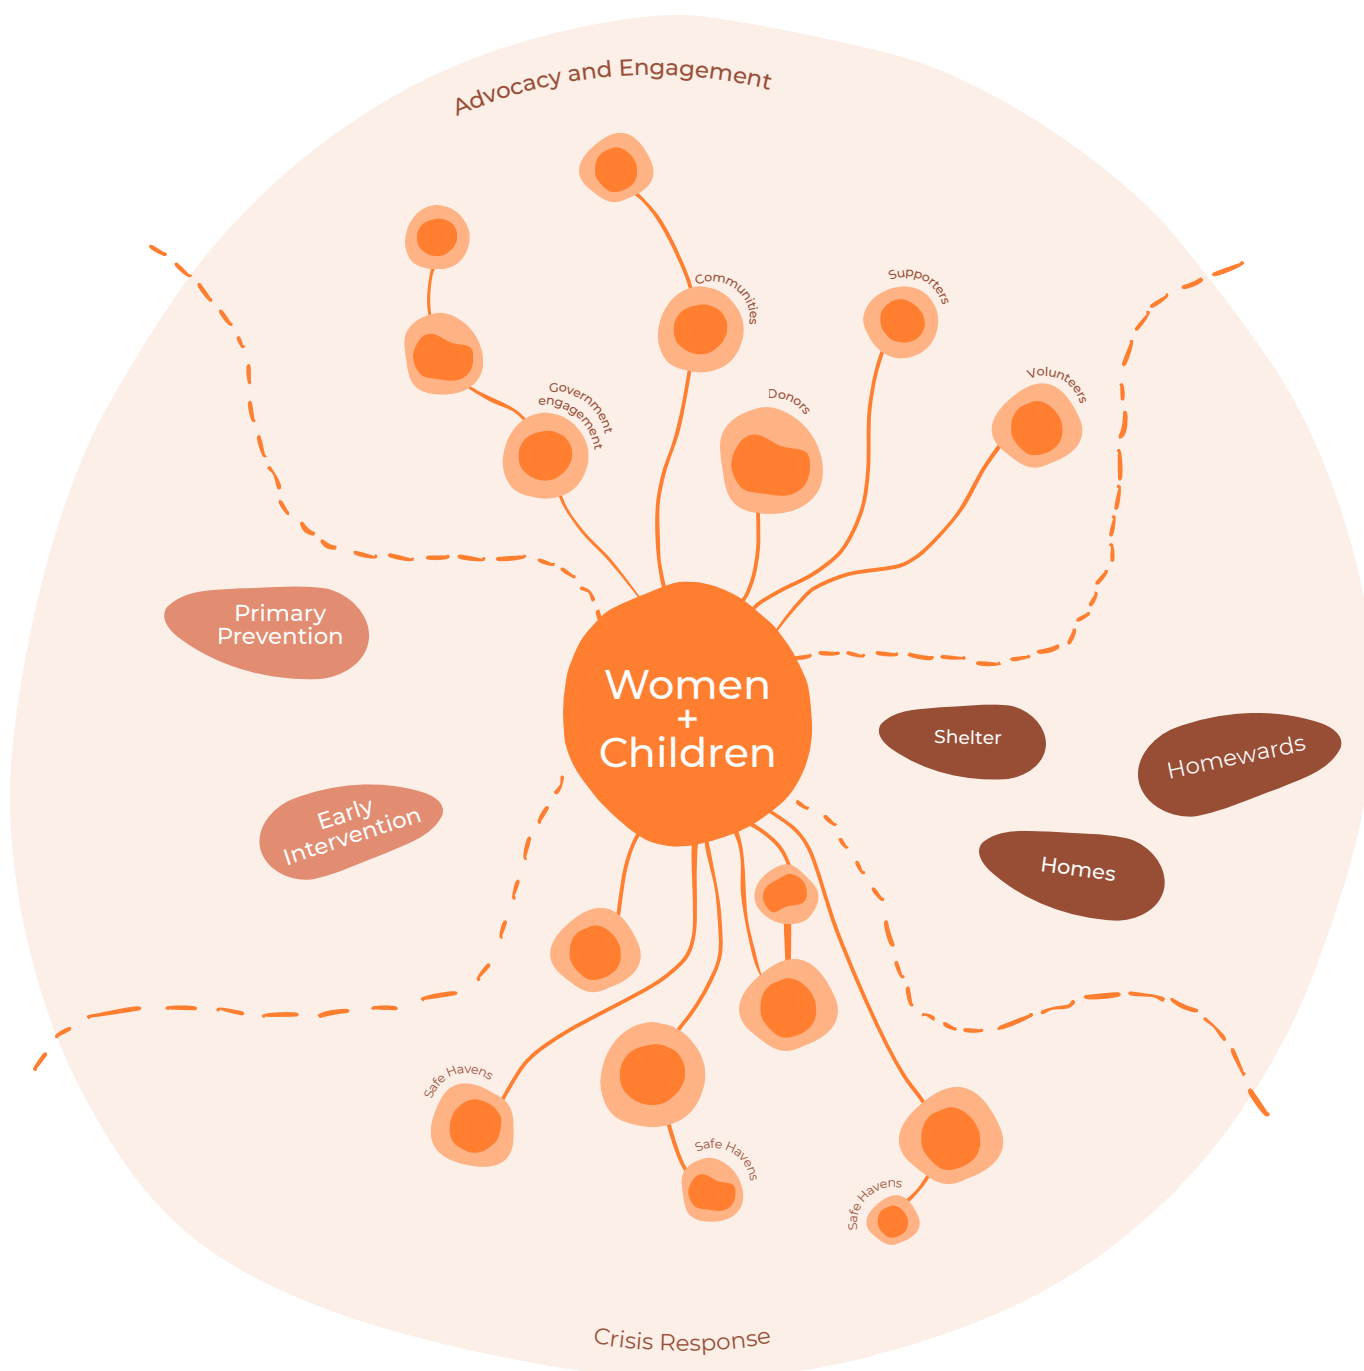 Advocacy and Engagement
Communities
Supporters
Volunteers
Government
engagement
Donors
Primary
Prevention
Women
+
Children
Shelter
Homewards
Early
Intervention
Homes
Safe Havens
Safe Havens
Safe Havens
Crisis Response